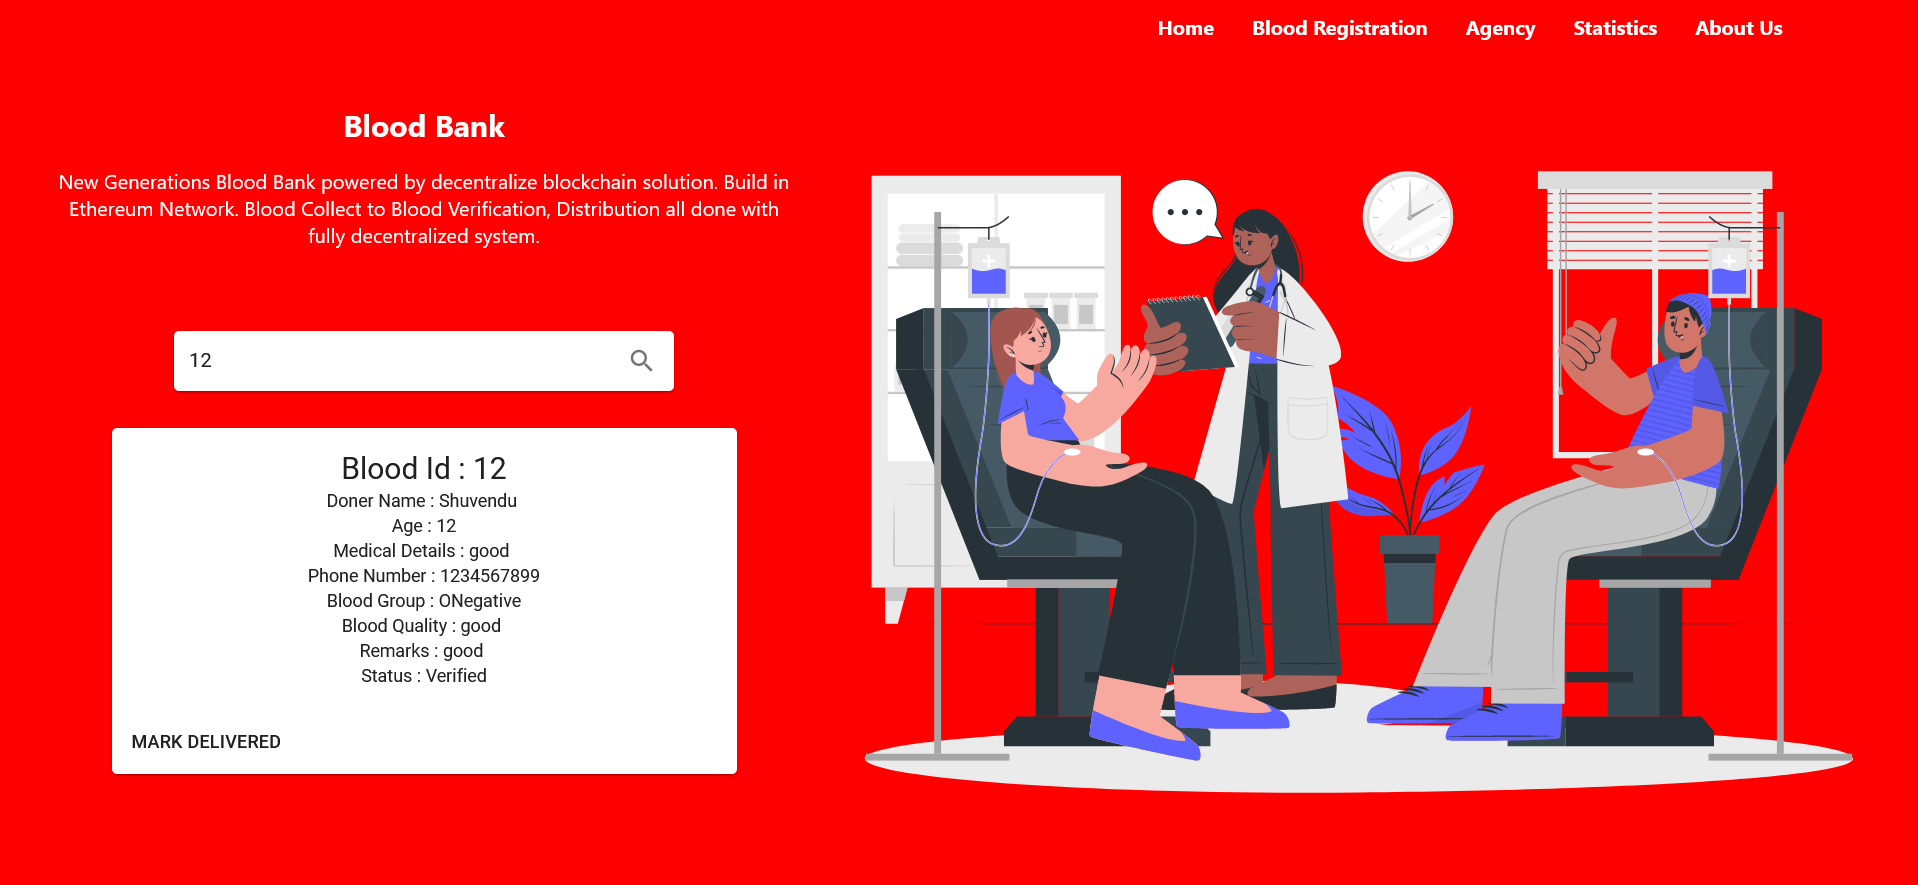 Home Blood Registration Agency Statistics About Us
Blood Bank
New Generations Blood Bank powered by decentralize blockchain solution. Build in
Ethereum Network. Blood Collect to Blood Verification, Distribution all done with
fully decentralized system.
12
Blood Id : 12
Doner Name : Shuvendu
Age : 12
Medical Details : good
Phone Number : 1234567899
Blood Group : ONegative
Blood Quality : good
Remarks : good
Status : Verified
MARK DELIVERED